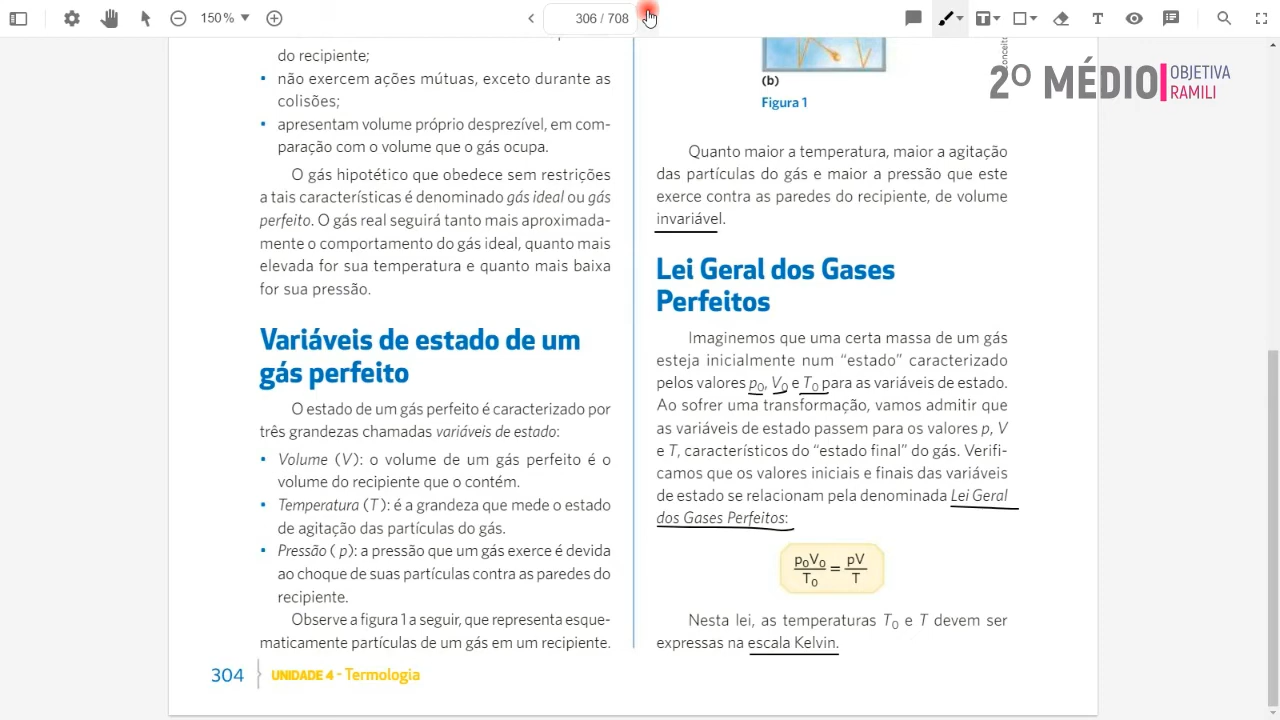 150%
306 / 708
2º MÉDIO
OBJETIVA
RAMILI
do recipiente;
• não exercem ações mútuas, exceto durante as
colisões;
• apresentam volume próprio desprezível, em com-
paração com o volume que o gás ocupa.
O gás hipotético que obedece sem restrições
a tais características é denominado gás ideal ou gás
perfeito. O gás real seguirá tanto mais aproximada-
mente o comportamento do gás ideal, quanto mais
elevada for sua temperatura e quanto mais baixa
for sua pressão.
Variáveis de estado de um
gás perfeito
O estado de um gás perfeito é caracterizado por
três grandezas chamadas variáveis de estado:
• Volume (V): o volume de um gás perfeito é o
volume do recipiente que o contém.
• Temperatura (T): é a grandeza que mede o estado
de agitação das partículas do gás.
• Pressão ( p): a pressão que um gás exerce é devida
ao choque de suas partículas contra as paredes do
recipiente.
Observe a figura 1 a seguir, que representa esque-
maticamente partículas de um gás em um recipiente.
(b)
Figura 1
Quanto maior a temperatura, maior a agitação
das partículas do gás e maior a pressão que este
exerce contra as paredes do recipiente, de volume
invariável.
Lei Geral dos Gases
Perfeitos
Imaginemos que uma certa massa de um gás
esteja inicialmente num “estado” caracterizado
pelos valores p₀, V₀ e T₀ para as variáveis de estado.
Ao sofrer uma transformação, vamos admitir que
as variáveis de estado passem para os valores p, V
e T, característicos do “estado final” do gás. Verifi-
camos que os valores iniciais e finais das variáveis
de estado se relacionam pela denominada Lei Geral
dos Gases Perfeitos:
p₀V₀ / T₀ = pV / T
Nesta lei, as temperaturas T₀ e T devem ser
expressas na escala Kelvin.
304
UNIDADE 4 - Termologia